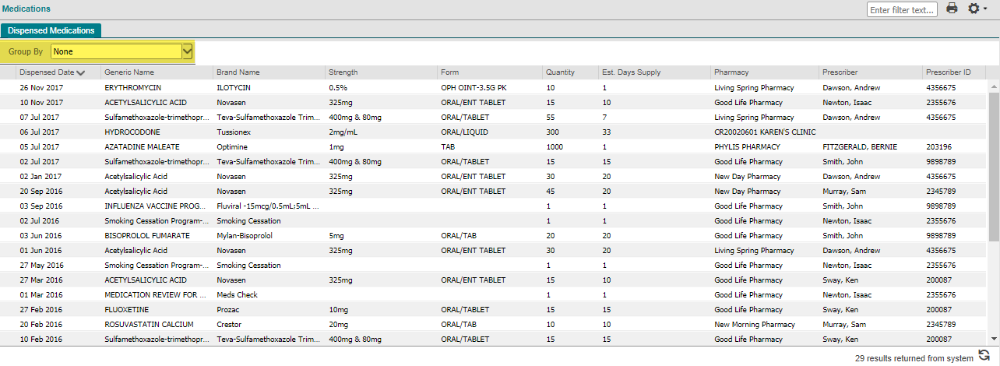 Medications Enter filter text...
Dispensed Medications
Group By None
Dispensed Date Generic Name Brand Name Strength Form Quantity Est. Days Supply Pharmacy Prescriber Prescriber ID
26 Nov 2017 ERYTHROMYCIN ILOTYCIN 0.5% OPH OINT-3.5G PK 10 1 Living Spring Pharmacy Dawson, Andrew 4356675
10 Nov 2017 ACETYLSALICYLIC ACID Novasen 325mg ORAL/ENT TABLET 15 10 Good Life Pharmacy Newton, Isaac 2355676
07 Jul 2017 Sulfamethoxazole-trimethopr... Teva-Sulfamethoxazole Trim... 400mg & 80mg ORAL/TABLET 55 7 Living Spring Pharmacy Dawson, Andrew 4356675
06 Jul 2017 HYDROCODONE Tussionex 2mg/mL ORAL/LIQUID 300 33 CR20020601 KAREN'S CLINIC
05 Jul 2017 AZATADINE MALEATE Optimine 1mg TAB 1000 1 PHYLIS PHARMACY FITZGERALD, BERNIE 203196
02 Jul 2017 Sulfamethoxazole-trimethopr... Teva-Sulfamethoxazole Trim... 400mg & 80mg ORAL/TABLET 15 15 Good Life Pharmacy Smith, John 9898789
02 Jan 2017 Acetylsalicylic Acid Novasen 325mg ORAL/ENT TABLET 30 20 New Day Pharmacy Dawson, Andrew 4356675
20 Sep 2016 Acetylsalicylic Acid Novasen 325mg ORAL/ENT TABLET 45 20 New Day Pharmacy Murray, Sam 2345789
03 Sep 2016 INFLUENZA VACCINE PROG... Fluviral -15mcg/0.5mL;5mL ... 1 1 Good Life Pharmacy Smith, John 9898789
02 Jul 2016 Smoking Cessation Program-... Smoking Cessation 1 1 Good Life Pharmacy Newton, Isaac 2355676
03 Jun 2016 BISOPROLOL FUMARATE Mylan-Bisoprolol 5mg ORAL/TAB 20 20 Good Life Pharmacy Smith, John 9898789
01 Jun 2016 Acetylsalicylic Acid Novasen 325mg ORAL/ENT TABLET 30 20 Living Spring Pharmacy Dawson, Andrew 4356675
27 May 2016 Smoking Cessation Program-... Smoking Cessation 1 1 Good Life Pharmacy Newton, Isaac 2355676
27 Mar 2016 ACETYLSALICYLIC ACID Novasen 325mg ORAL/ENT TABLET 15 10 Good Life Pharmacy Sway, Ken 200087
01 Mar 2016 MEDICATION REVIEW FOR ... Meds Check 1 1 Good Life Pharmacy Newton, Isaac 2355676
27 Feb 2016 FLUOXETINE Prozac 10mg ORAL/TABLET 15 15 Good Life Pharmacy Sway, Ken 200087
20 Feb 2016 ROSUVASTATIN CALCIUM Crestor 20mg ORAL/TAB 10 10 New Morning Pharmacy Murray, Sam 2345789
10 Feb 2016 Sulfamethoxazole-trimethopr... Teva-Sulfamethoxazole Trim... 400mg & 80mg ORAL/TABLET 15 15 Good Life Pharmacy Sway, Ken 200087
29 results returned from system